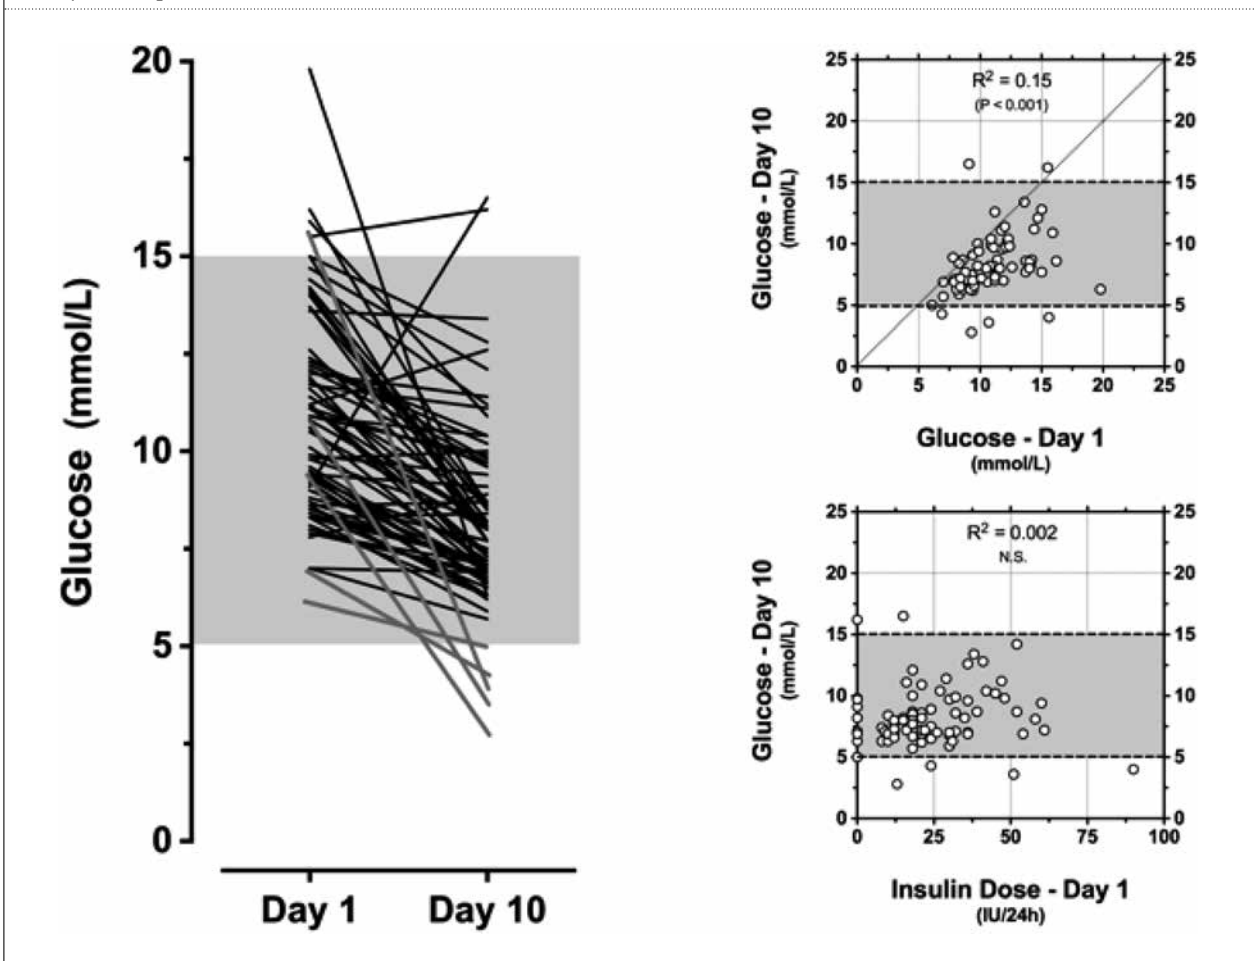 20
15
10
5
0
Glucose (mmol/L)
Day 1
Day 10
R² = 0.15
(P < 0.001)
25
20
15
10
5
0
25
20
15
10
5
0
0
5
10
15
20
25
Glucose - Day 10
(mmol/L)
Glucose - Day 1
(mmol/L)
R² = 0.002
N.S.
25
20
15
10
5
0
25
20
15
10
5
0
0
25
50
75
100
Glucose - Day 10
(mmol/L)
Insulin Dose - Day 1
(IU/24h)